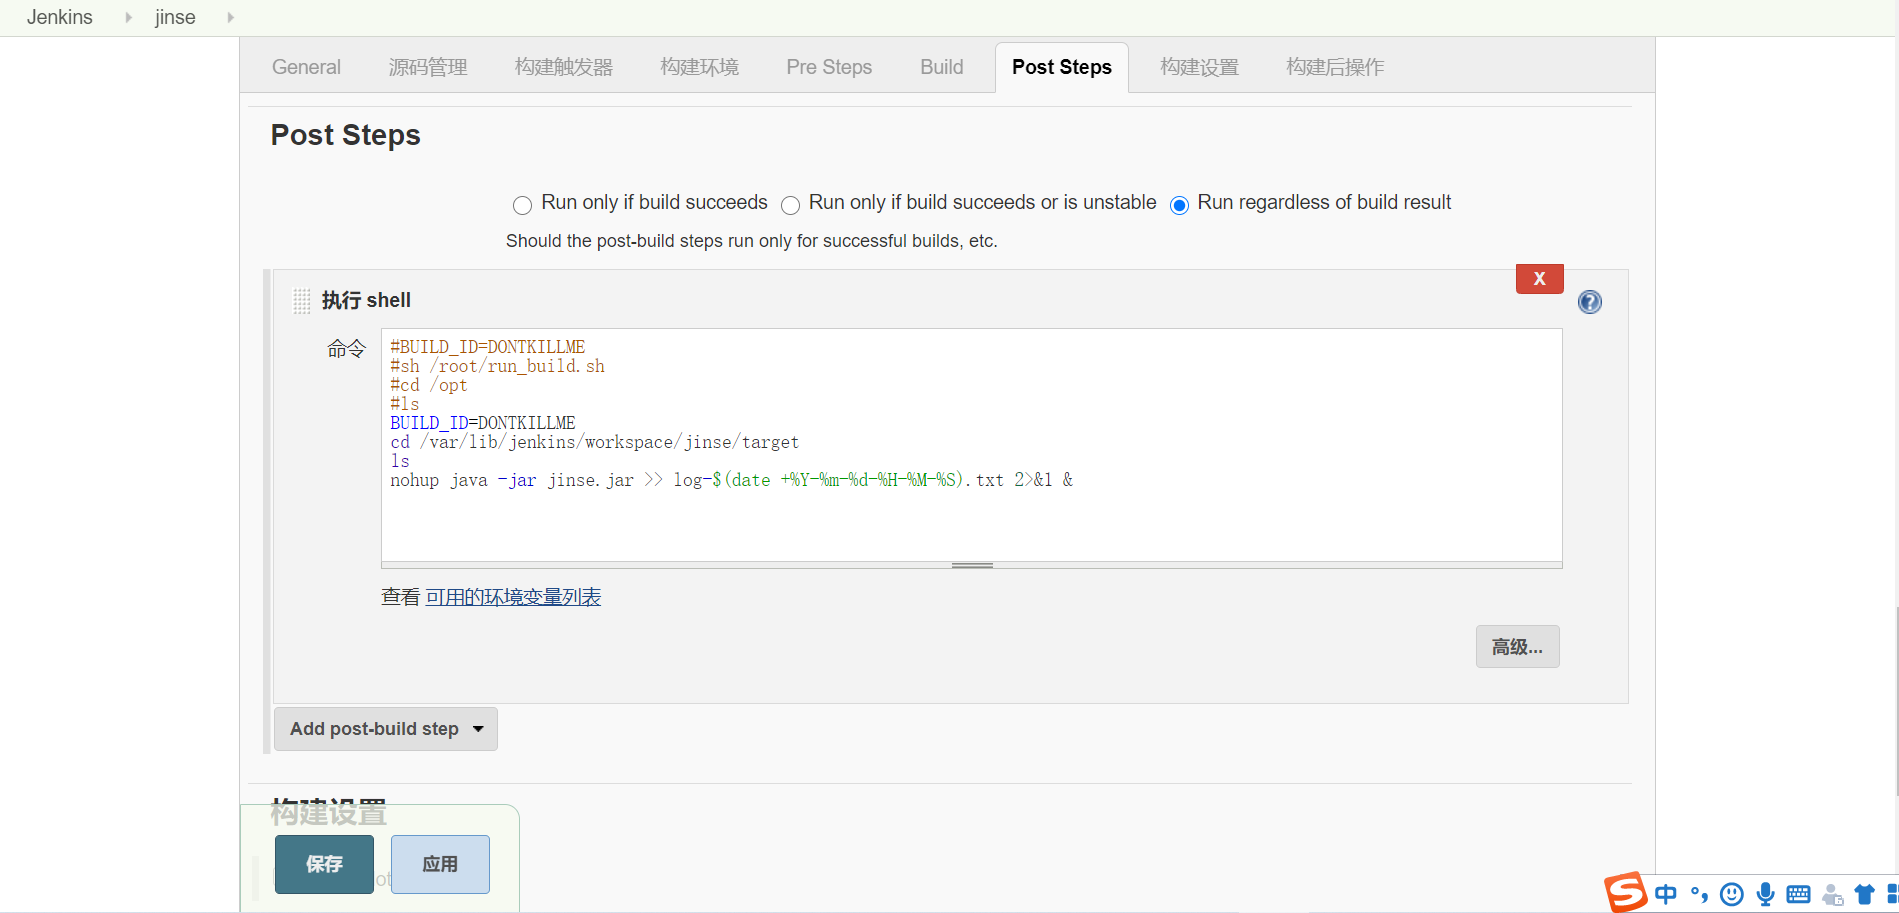 Jenkins jinse
General 源码管理 构建触发器 构建环境 Pre Steps Build Post Steps 构建设置 构建后操作
Post Steps
Run only if build succeeds Run only if build succeeds or is unstable Run regardless of build result
Should the post-build steps run only for successful builds, etc.
X
执行 shell
?
命令
#BUILD_ID=DONTKILLME
#sh /root/run_build.sh
#cd /opt
#ls
BUILD_ID=DONTKILLME
cd /var/lib/jenkins/workspace/jinse/target
ls
nohup java -jar jinse.jar >> log-$(date +%Y-%m-%d-%H-%M-%S).txt 2>&1 &
查看 可用的环境变量列表
高级...
Add post-build step
构建设置
保存 应用
中